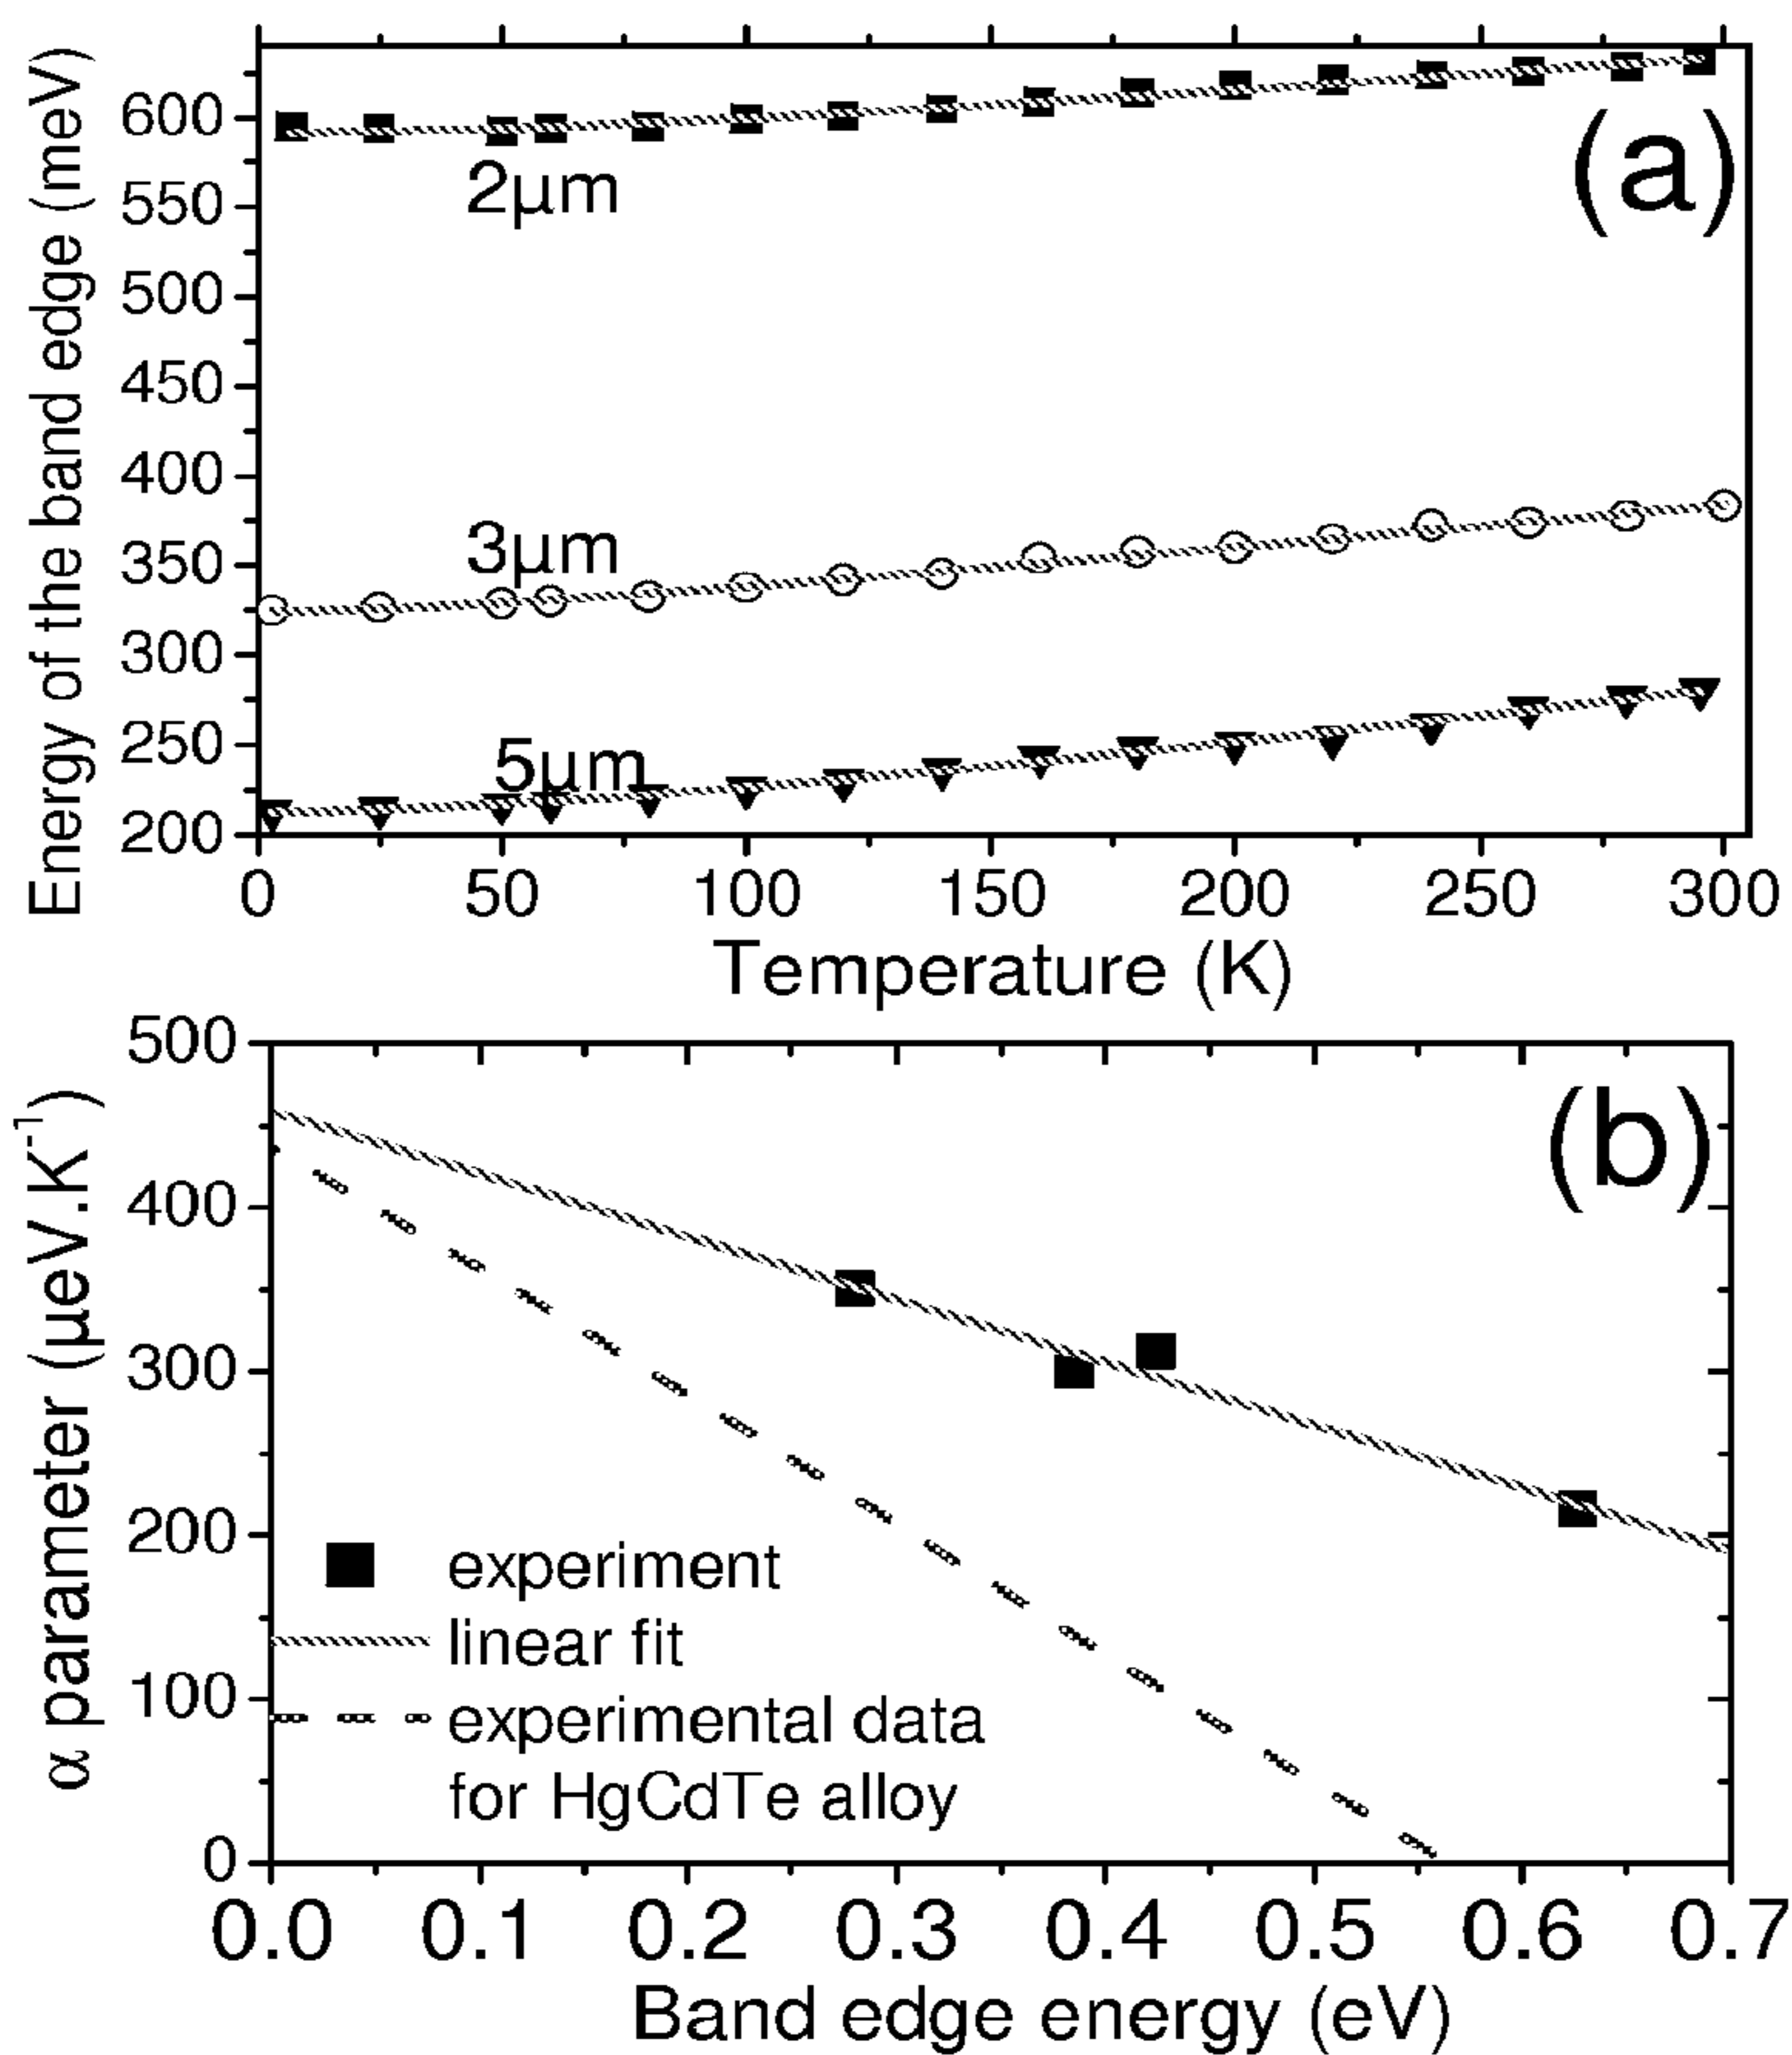 Energy of the band edge (meV)
600
550
500
450
400
350
300
250
200
(a)
2μm
3μm
5μm
0 50 100 150 200 250 300
Temperature (K)
α parameter (μeV.K⁻¹)
500
400
300
200
100
0
(b)
experiment
linear fit
experimental data
for HgCdTe alloy
0.0 0.1 0.2 0.3 0.4 0.5 0.6 0.7
Band edge energy (eV)